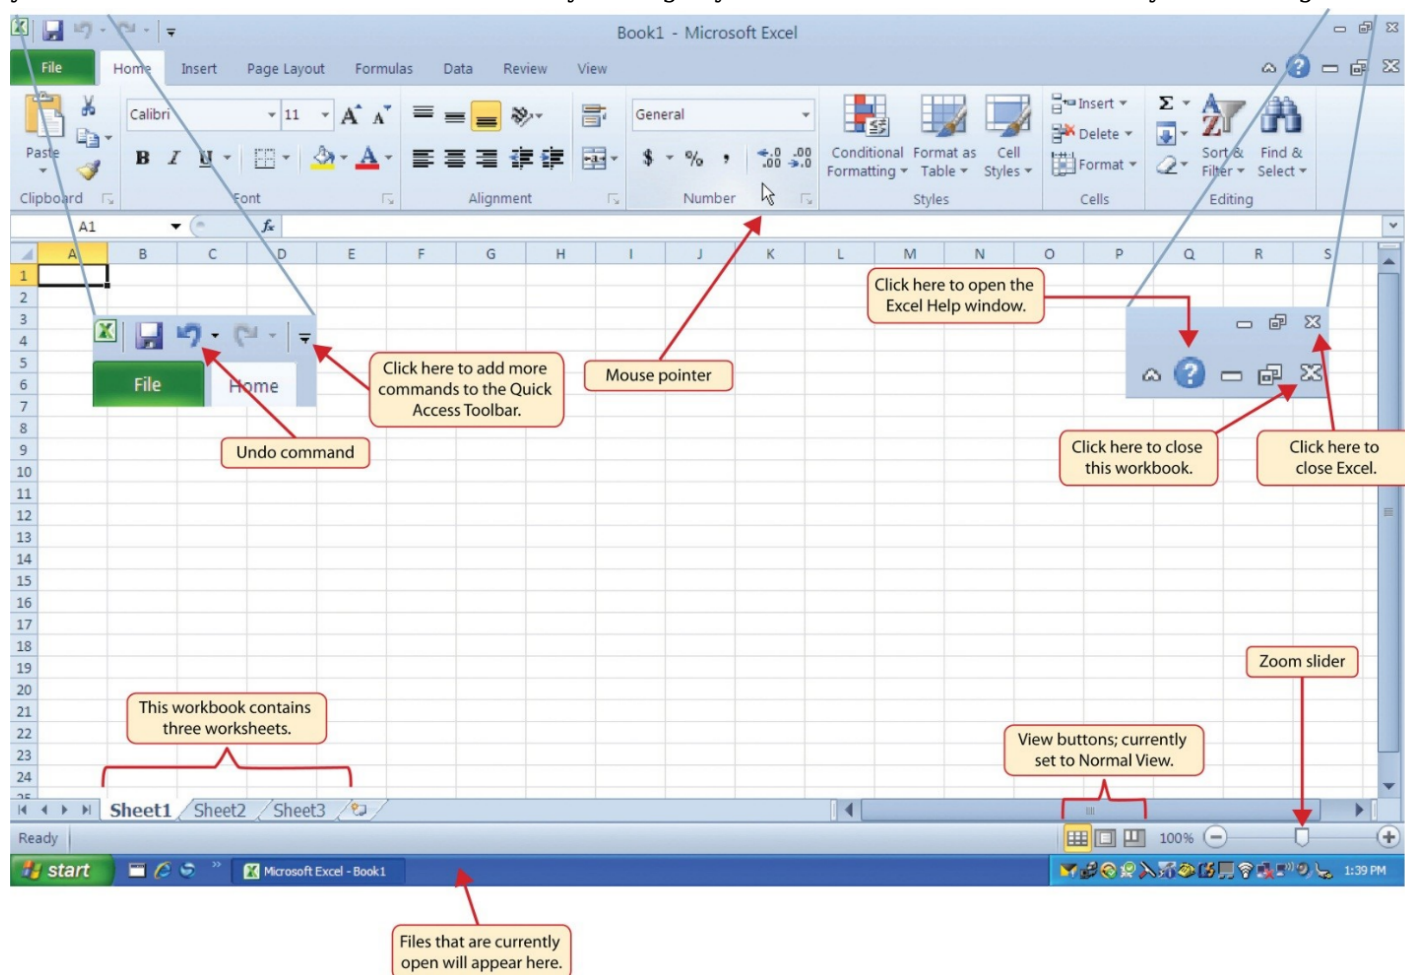 Book1 - Microsoft Excel
File Home Insert Page Layout Formulas Data Review View
Calibri 11 A A General
Insert
Delete
Format
Paste B I U A $ % , .0 .00 .00 .0
Conditional Formatting Format as Table Cell Styles
Sort & Filter Find & Select
Clipboard Font Alignment Number Styles Cells Editing
A1 fx
A B C D E F G H I J K L M N O P Q R S
1
2
3
4
5
6
7
8
9
10
11
12
13
14
15
16
17
18
19
20
21
22
23
24
25
Click here to open the
Excel Help window.
File Home
Click here to add more
commands to the Quick
Access Toolbar.
Mouse pointer
Undo command
Click here to close
this workbook.
Click here to
close Excel.
Zoom slider
This workbook contains
three worksheets.
View buttons; currently
set to Normal View.
Sheet1 Sheet2 Sheet3
Ready 100%
start Microsoft Excel - Book1 1:39 PM
Files that are currently
open will appear here.